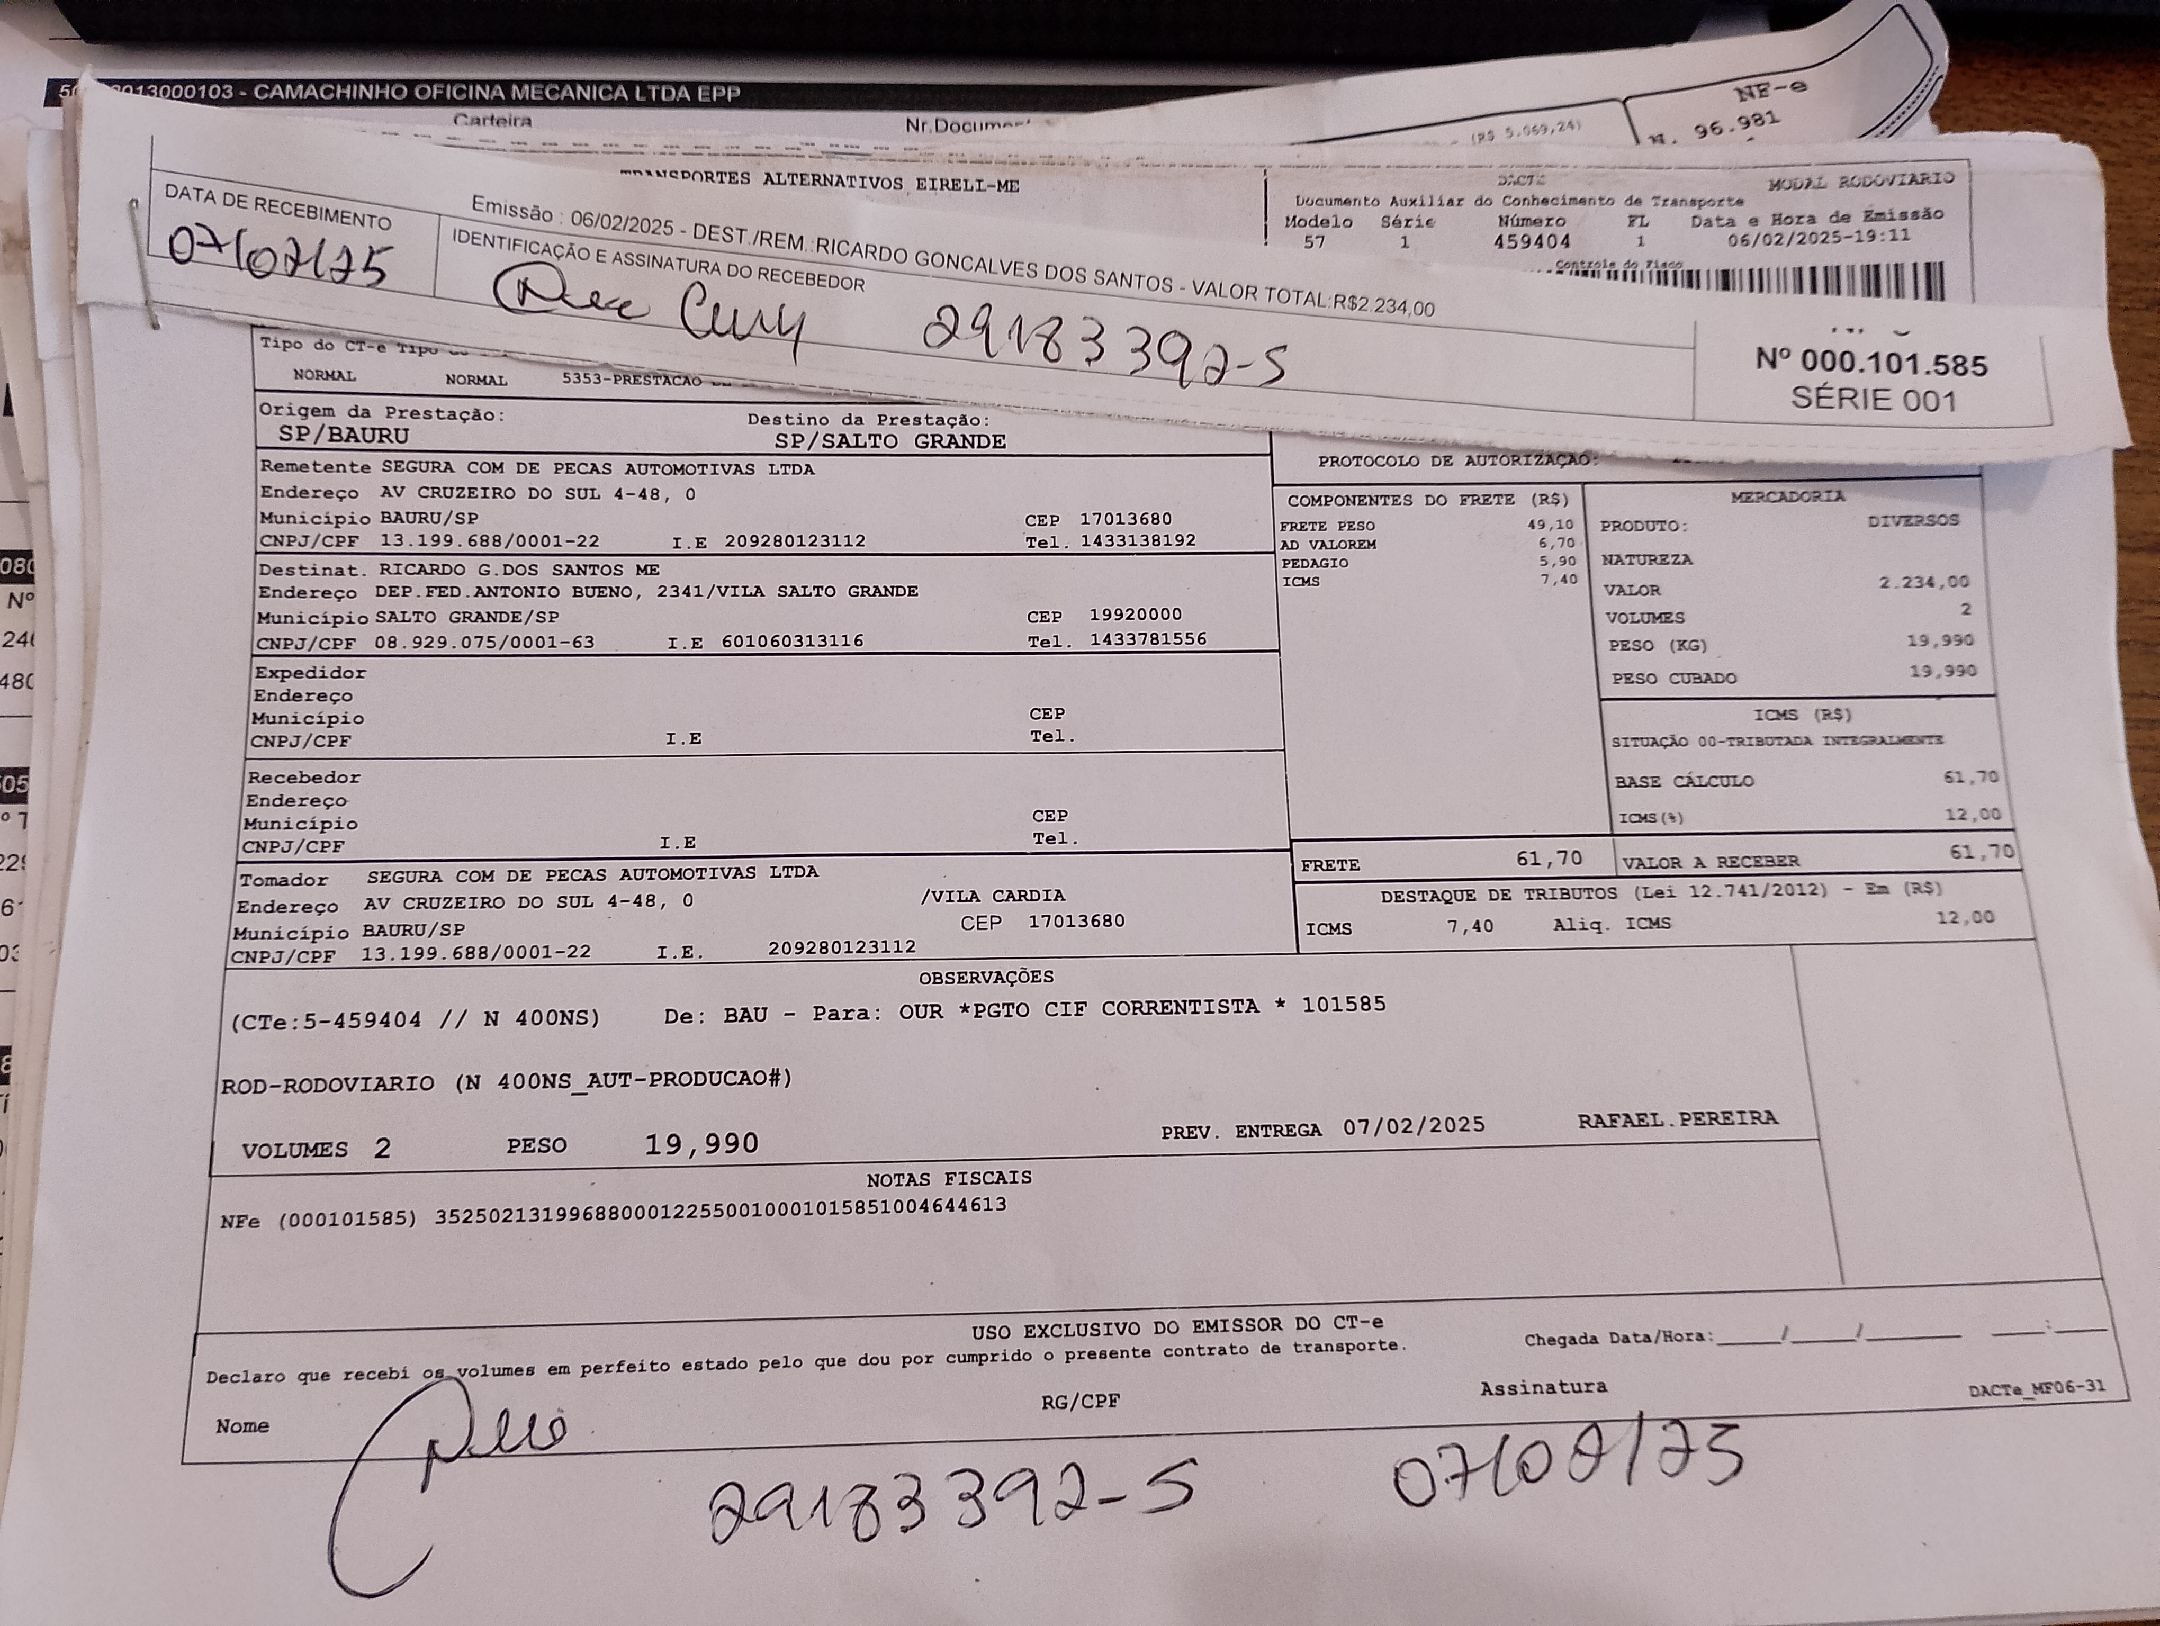 013000103 - CAMACHINHO OFICINA MECANICA LTDA EPP
Carteira
Nr.Document
(R$ 5.069,24)
NF-e
N. 96.981
TRANSPORTES ALTERNATIVOS EIRELI-ME
DACTE
MODAL RODOVIARIO
Documento Auxiliar do Conhecimento de Transporte
Modelo Série Número FL Data e Hora de Emissão
57 1 459404 1 06/02/2025-19:11
Controle do Fisco
Emissão : 06/02/2025 - DEST./REM.:RICARDO GONCALVES DOS SANTOS - VALOR TOTAL:R$2.234,00
DATA DE RECEBIMENTO
07/02/25
IDENTIFICAÇÃO E ASSINATURA DO RECEBEDOR
29183392-5
Nº 000.101.585
SÉRIE 001
Tipo do CT-e Tipo
NORMAL NORMAL 5353-PRESTACAO
Origem da Prestação: Destino da Prestação:
SP/BAURU SP/SALTO GRANDE
Remetente SEGURA COM DE PECAS AUTOMOTIVAS LTDA
Endereço AV CRUZEIRO DO SUL 4-48, 0
Município BAURU/SP CEP 17013680
CNPJ/CPF 13.199.688/0001-22 I.E 209280123112 Tel. 1433138192
Destinat. RICARDO G.DOS SANTOS ME
Endereço DEP.FED.ANTONIO BUENO, 2341/VILA SALTO GRANDE
Município SALTO GRANDE/SP CEP 19920000
CNPJ/CPF 08.929.075/0001-63 I.E 601060313116 Tel. 1433781556
Expedidor
Endereço
Município CEP
CNPJ/CPF I.E Tel.
Recebedor
Endereço
Município CEP
CNPJ/CPF I.E Tel.
Tomador SEGURA COM DE PECAS AUTOMOTIVAS LTDA
Endereço AV CRUZEIRO DO SUL 4-48, 0 /VILA CARDIA
Município BAURU/SP CEP 17013680
CNPJ/CPF 13.199.688/0001-22 I.E. 209280123112
PROTOCOLO DE AUTORIZAÇÃO:
COMPONENTES DO FRETE (R$)
FRETE PESO 49,10
AD VALOREM 6,70
PEDAGIO 5,90
ICMS 7,40
MERCADORIA
PRODUTO: DIVERSOS
NATUREZA
VALOR 2.234,00
VOLUMES 2
PESO (KG) 19,990
PESO CUBADO 19,990
ICMS (R$)
SITUAÇÃO 00-TRIBUTADA INTEGRALMENTE
BASE CÁLCULO 61,70
ICMS(%) 12,00
FRETE 61,70 VALOR A RECEBER 61,70
DESTAQUE DE TRIBUTOS (Lei 12.741/2012) - Em (R$)
ICMS 7,40 Aliq. ICMS 12,00
OBSERVAÇÕES
(CTe:5-459404 // N 400NS) De: BAU - Para: OUR *PGTO CIF CORRENTISTA * 101585
ROD-RODOVIARIO (N 400NS_AUT-PRODUCAO#)
VOLUMES 2 PESO 19,990 PREV. ENTREGA 07/02/2025 RAFAEL.PEREIRA
NOTAS FISCAIS
NFe (000101585) 35250213199688000122550010001015851004644613
USO EXCLUSIVO DO EMISSOR DO CT-e
Declaro que recebi os volumes em perfeito estado pelo que dou por cumprido o presente contrato de transporte.
Chegada Data/Hora:____/____/______ ___:___
Nome RG/CPF Assinatura DACTe_MF06-31
29183392-5 07/02/25